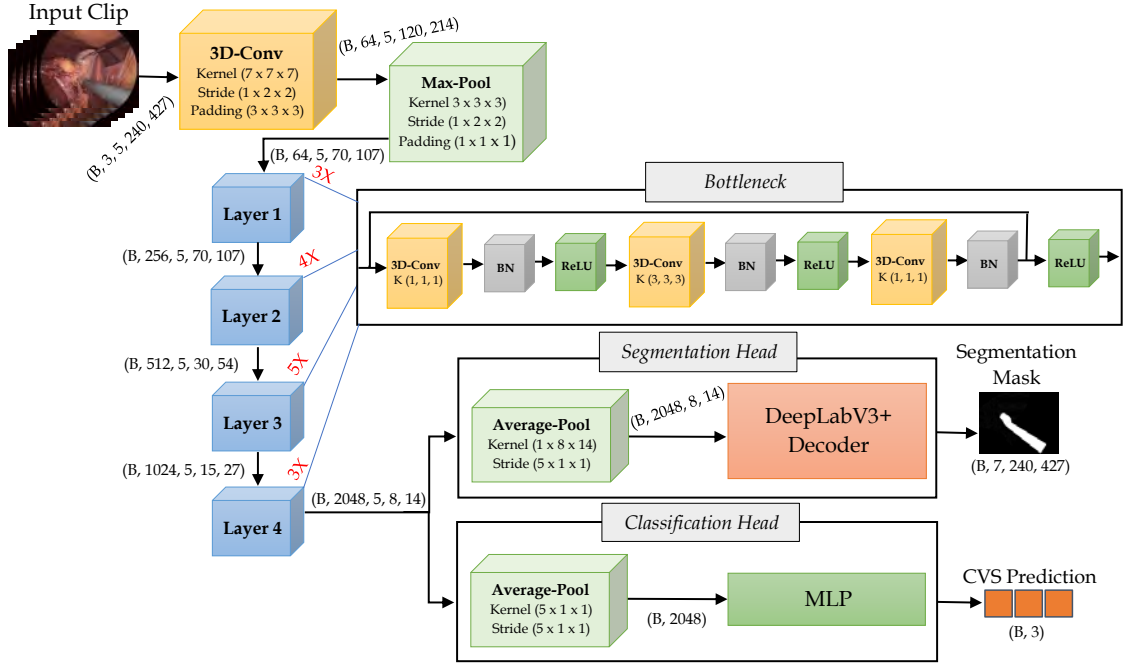 Input Clip
(B, 3, 5, 240, 427)
3D-Conv
Kernel (7 x 7 x 7)
Stride (1 x 2 x 2)
Padding (3 x 3 x 3)
(B, 64, 5, 120, 214)
Max-Pool
Kernel 3 x 3 x 3)
Stride (1 x 2 x 2)
Padding (1 x 1 x 1)
(B, 64, 5, 70, 107)
Layer 1
3X
(B, 256, 5, 70, 107)
Layer 2
4X
(B, 512, 5, 30, 54)
Layer 3
5X
(B, 1024, 5, 15, 27)
Layer 4
3X
(B, 2048, 5, 8, 14)
Bottleneck
3D-Conv
K (1, 1, 1)
BN
ReLU
3D-Conv
K (3, 3, 3)
BN
ReLU
3D-Conv
K (1, 1, 1)
BN
ReLU
Segmentation Head
Average-Pool
Kernel (1 x 8 x 14)
Stride (5 x 1 x 1)
(B, 2048, 8, 14)
DeepLabV3+
Decoder
Segmentation
Mask
(B, 7, 240, 427)
Classification Head
Average-Pool
Kernel (5 x 1 x 1)
Stride (5 x 1 x 1)
(B, 2048)
MLP
CVS Prediction
(B, 3)